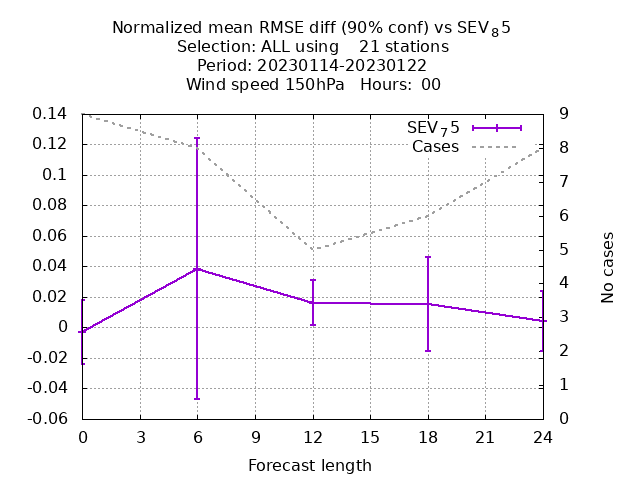 Normalized mean RMSE diff (90% conf) vs SEV₈5
Selection: ALL using    21 stations
Period: 20230114-20230122
Wind speed 150hPa   Hours:  00
SEV₇5
Cases
0.14
0.12
0.1
0.08
0.06
0.04
0.02
0
-0.02
-0.04
-0.06
9
8
7
6
5
4
3
2
1
0
No cases
0 3 6 9 12 15 18 21 24
Forecast length